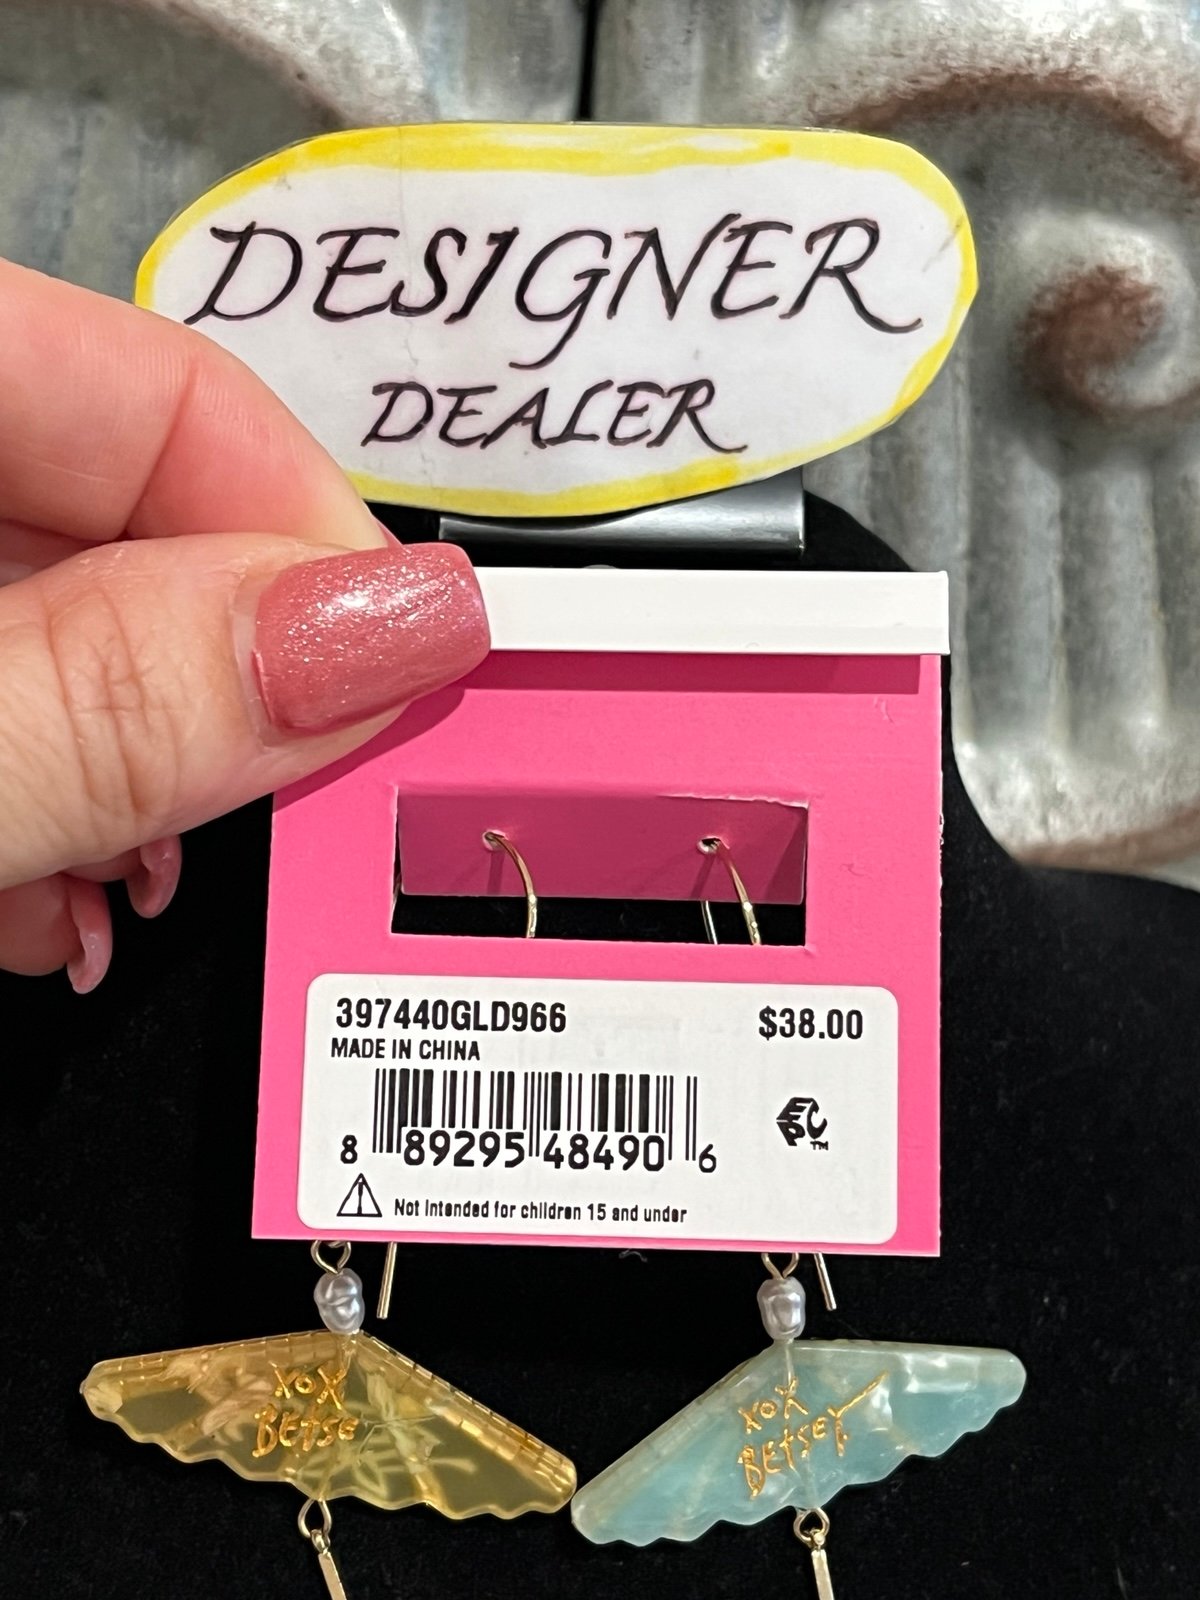 DESIGNER
DEALER
397440GLD966
$38.00
MADE IN CHINA
EPC™
8 89295 48490 6
Not Intended for children 15 and under
XOX
BEtSE
XOX
BEtSEY